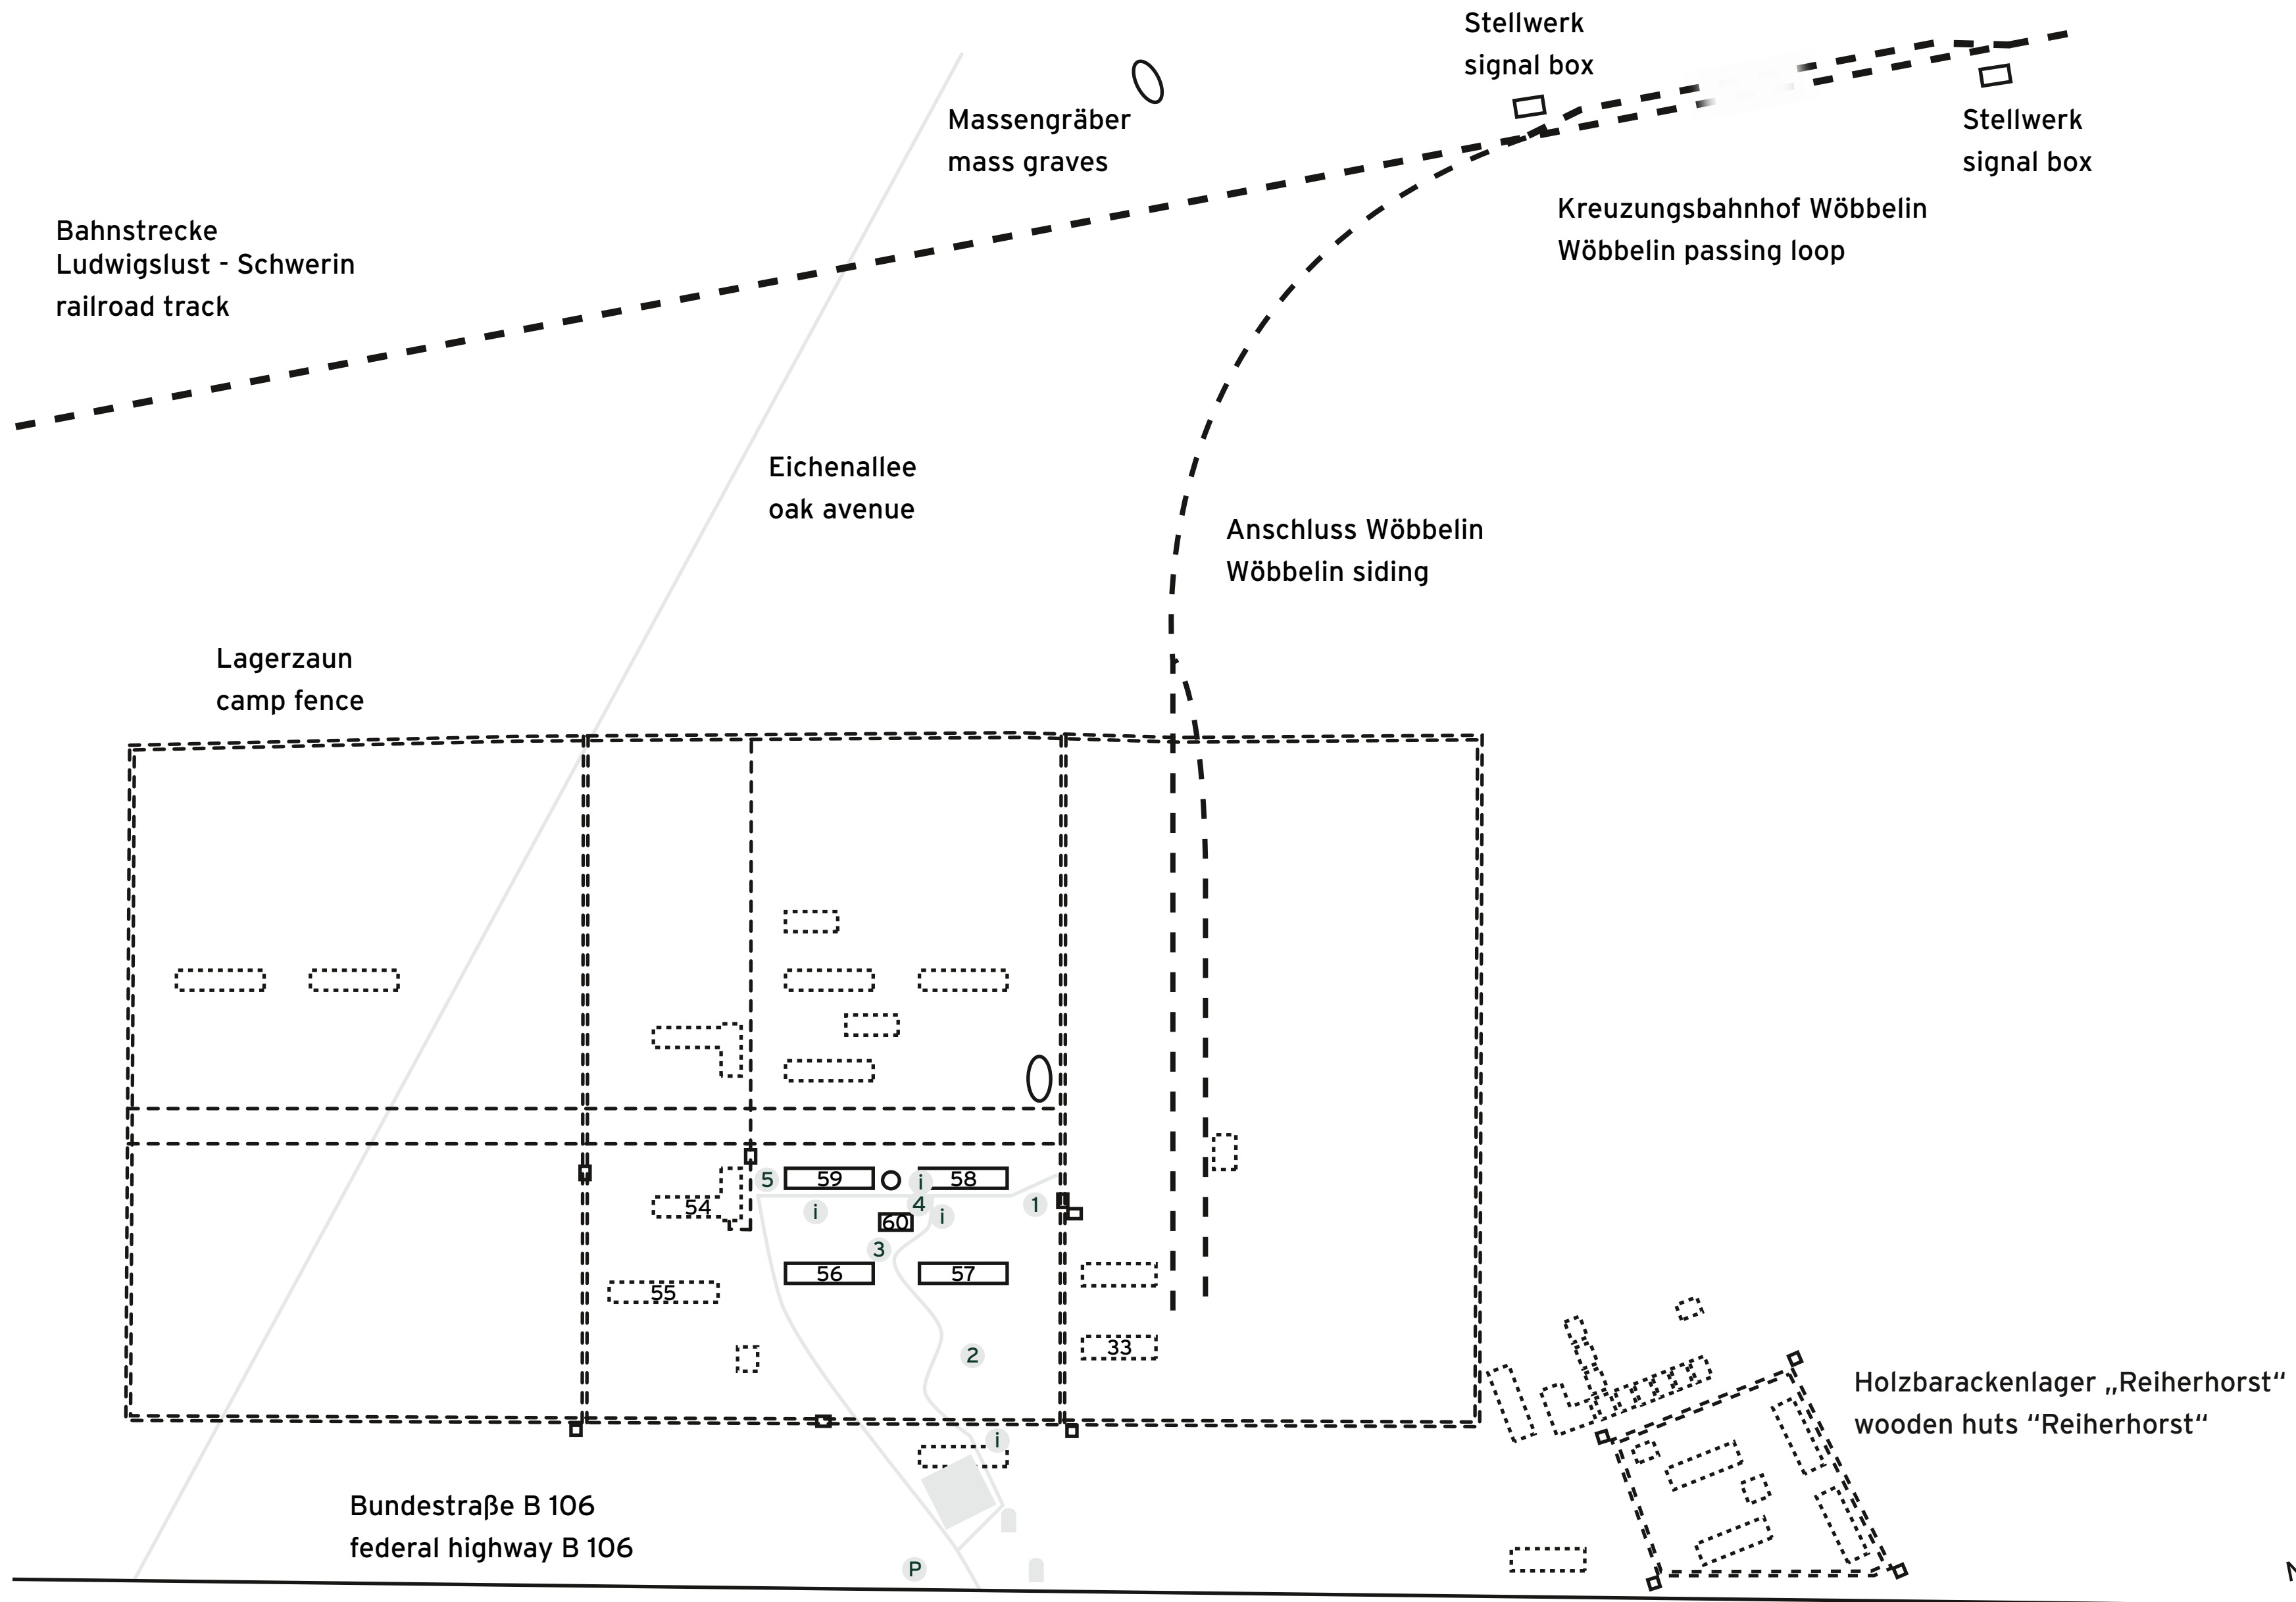 Stellwerk
signal box
Massengräber
mass graves
Stellwerk
signal box
Kreuzungsbahnhof Wöbbelin
Wöbbelin passing loop
Bahnstrecke
Ludwigslust - Schwerin
railroad track
Eichenallee
oak avenue
Anschluss Wöbbelin
Wöbbelin siding
Lagerzaun
camp fence
5
59
i
58
54
i
4
i
1
60
3
56
57
55
2
33
i
Holzbarackenlager „Reiherhorst“
wooden huts “Reiherhorst“
Bundestraße B 106
federal highway B 106
P